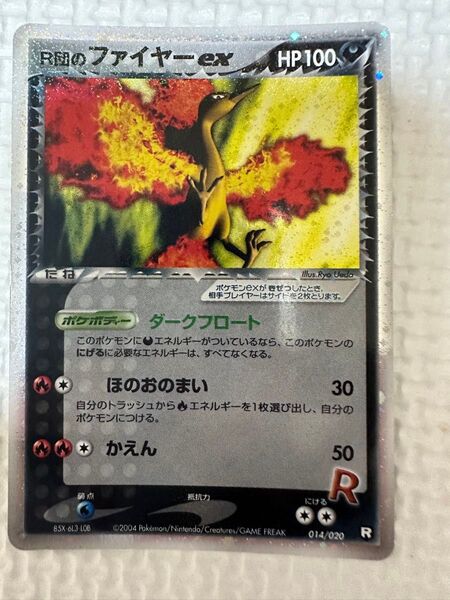 R団のファイヤーex HP100
たね
Illus.Ryo Ueda
ポケモンexがきぜつしたとき、
相手プレイヤーはサイドを2枚とります。
ポケボディー ダークフロート
このポケモンにエネルギーがついているなら、このポケモンの
にげるに必要なエネルギーは、すべてなくなる。
ほのおのまい 30
自分のトラッシュからエネルギーを1枚選び出し、自分の
ポケモンにつける。
かえん 50
R
弱点 抵抗力 にげる
85X-6L3-L0B ©2004 Pokémon/Nintendo/Creatures/GAME FREAK 014/020 R